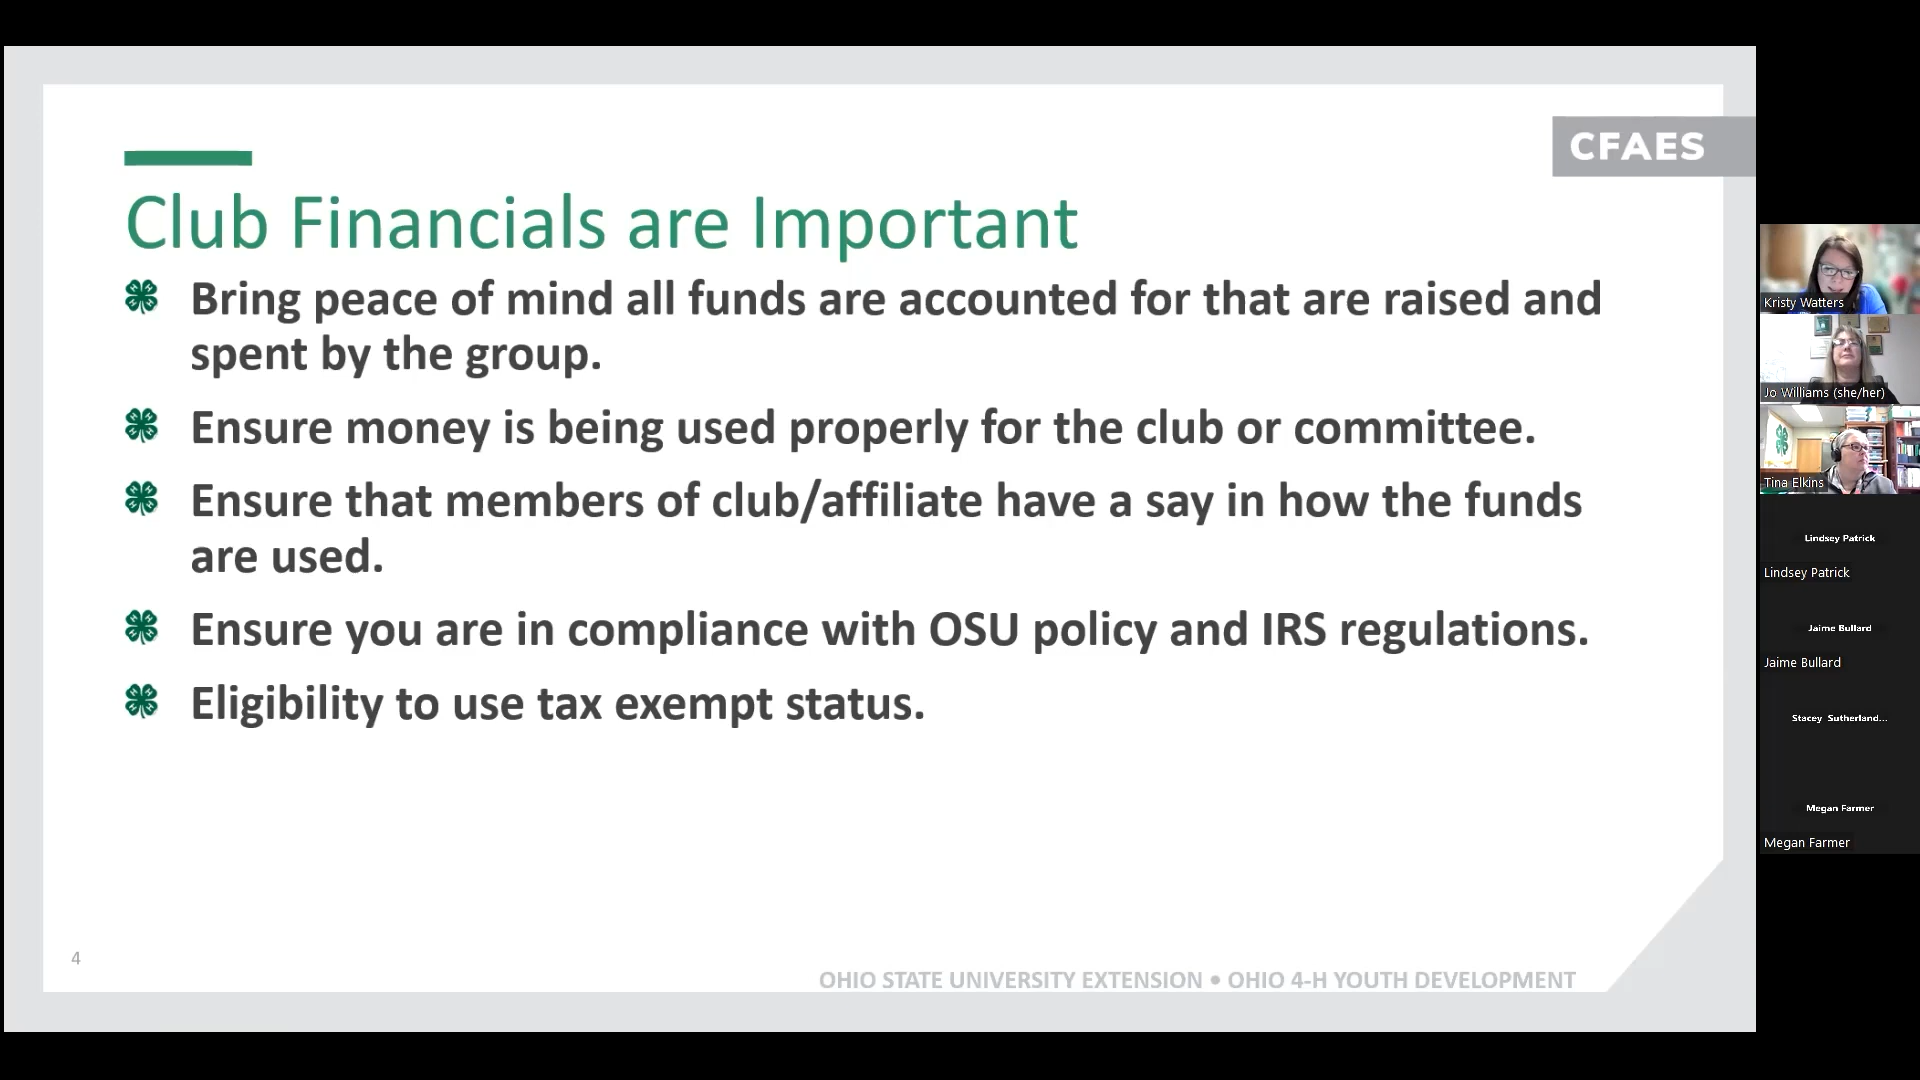 CFAES
Club Financials are Important
Bring peace of mind all funds are accounted for that are raised and
spent by the group.
Ensure money is being used properly for the club or committee.
Ensure that members of club/affiliate have a say in how the funds
are used.
Ensure you are in compliance with OSU policy and IRS regulations.
Eligibility to use tax exempt status.
4
OHIO STATE UNIVERSITY EXTENSION • OHIO 4-H YOUTH DEVELOPMENT
Kristy Watters
Jo Williams (she/her)
Tina Elkins
Lindsey Patrick
Lindsey Patrick
Jaime Bullard
Jaime Bullard
Stacey Sutherland...
Megan Farmer
Megan Farmer